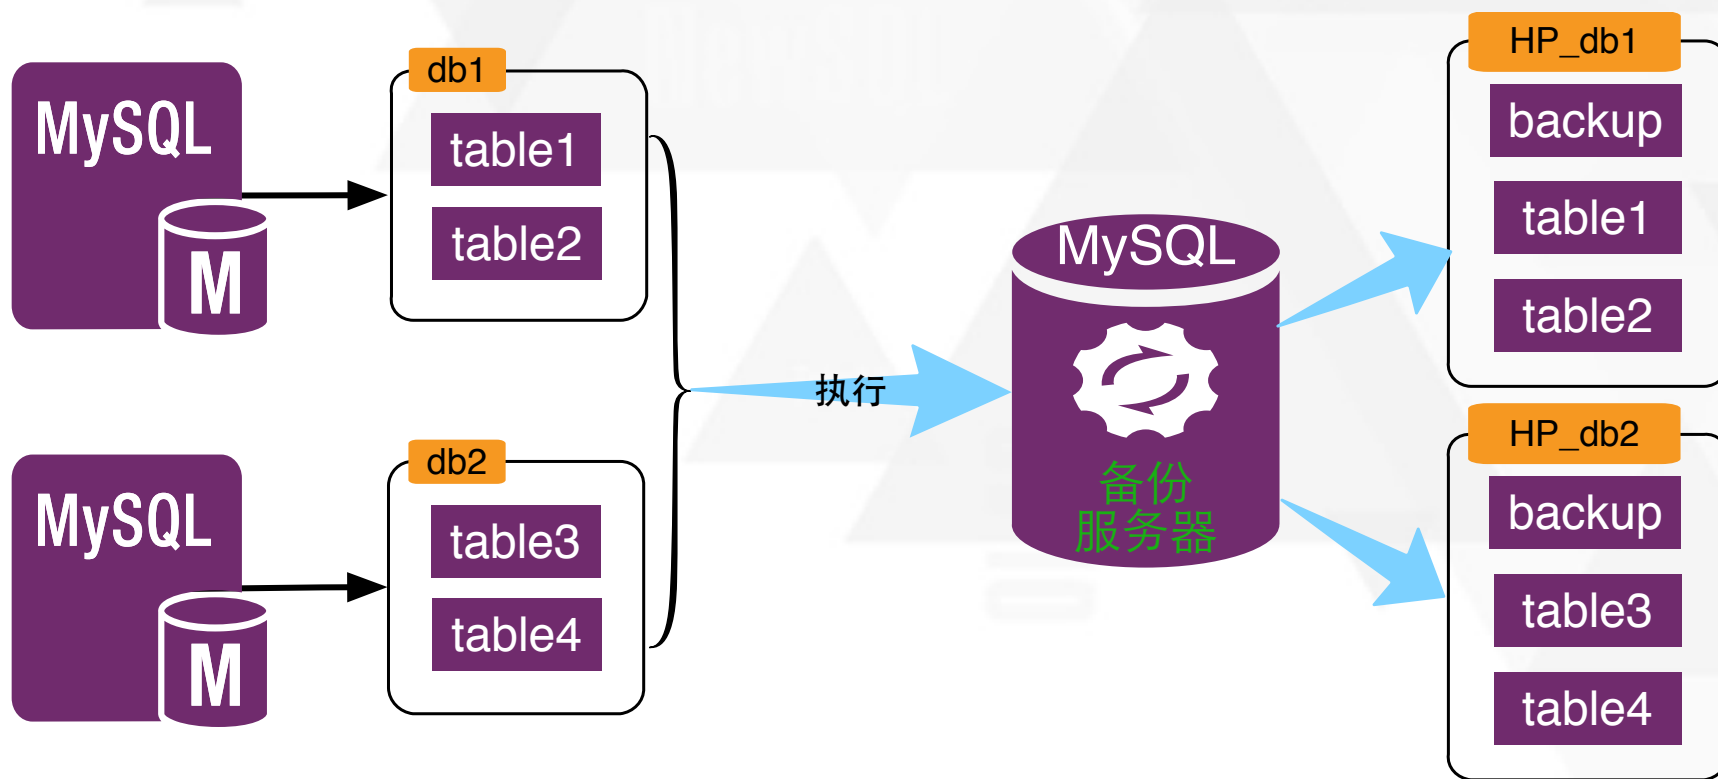 MySQL
M
db1
table1
table2
MySQL
M
db2
table3
table4
执行
MySQL
备份
服务器
HP_db1
backup
table1
table2
HP_db2
backup
table3
table4